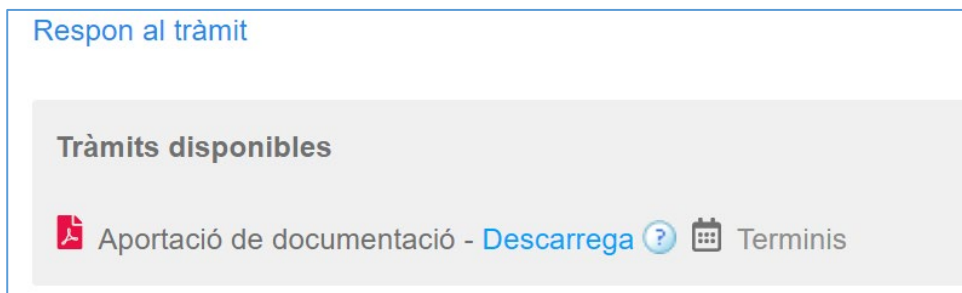 Respon al tràmit
Tràmits disponibles
Aportació de documentació - Descarrega ? Terminis